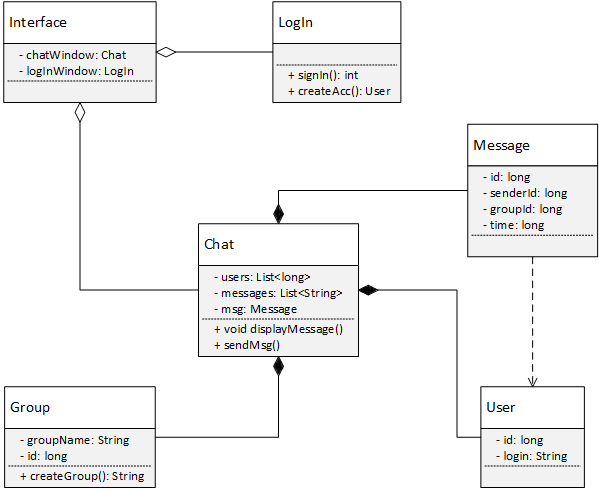 Interface
- chatWindow: Chat
- logInWindow: LogIn
LogIn
+ signIn(): int
+ createAcc(): User
Message
- id: long
- senderId: long
- groupId: long
- time: long
Chat
- users: List<long>
- messages: List<String>
- msg: Message
+ void displayMessage()
+ sendMsg()
Group
- groupName: String
- id: long
+ createGroup(): String
User
- id: long
- login: String